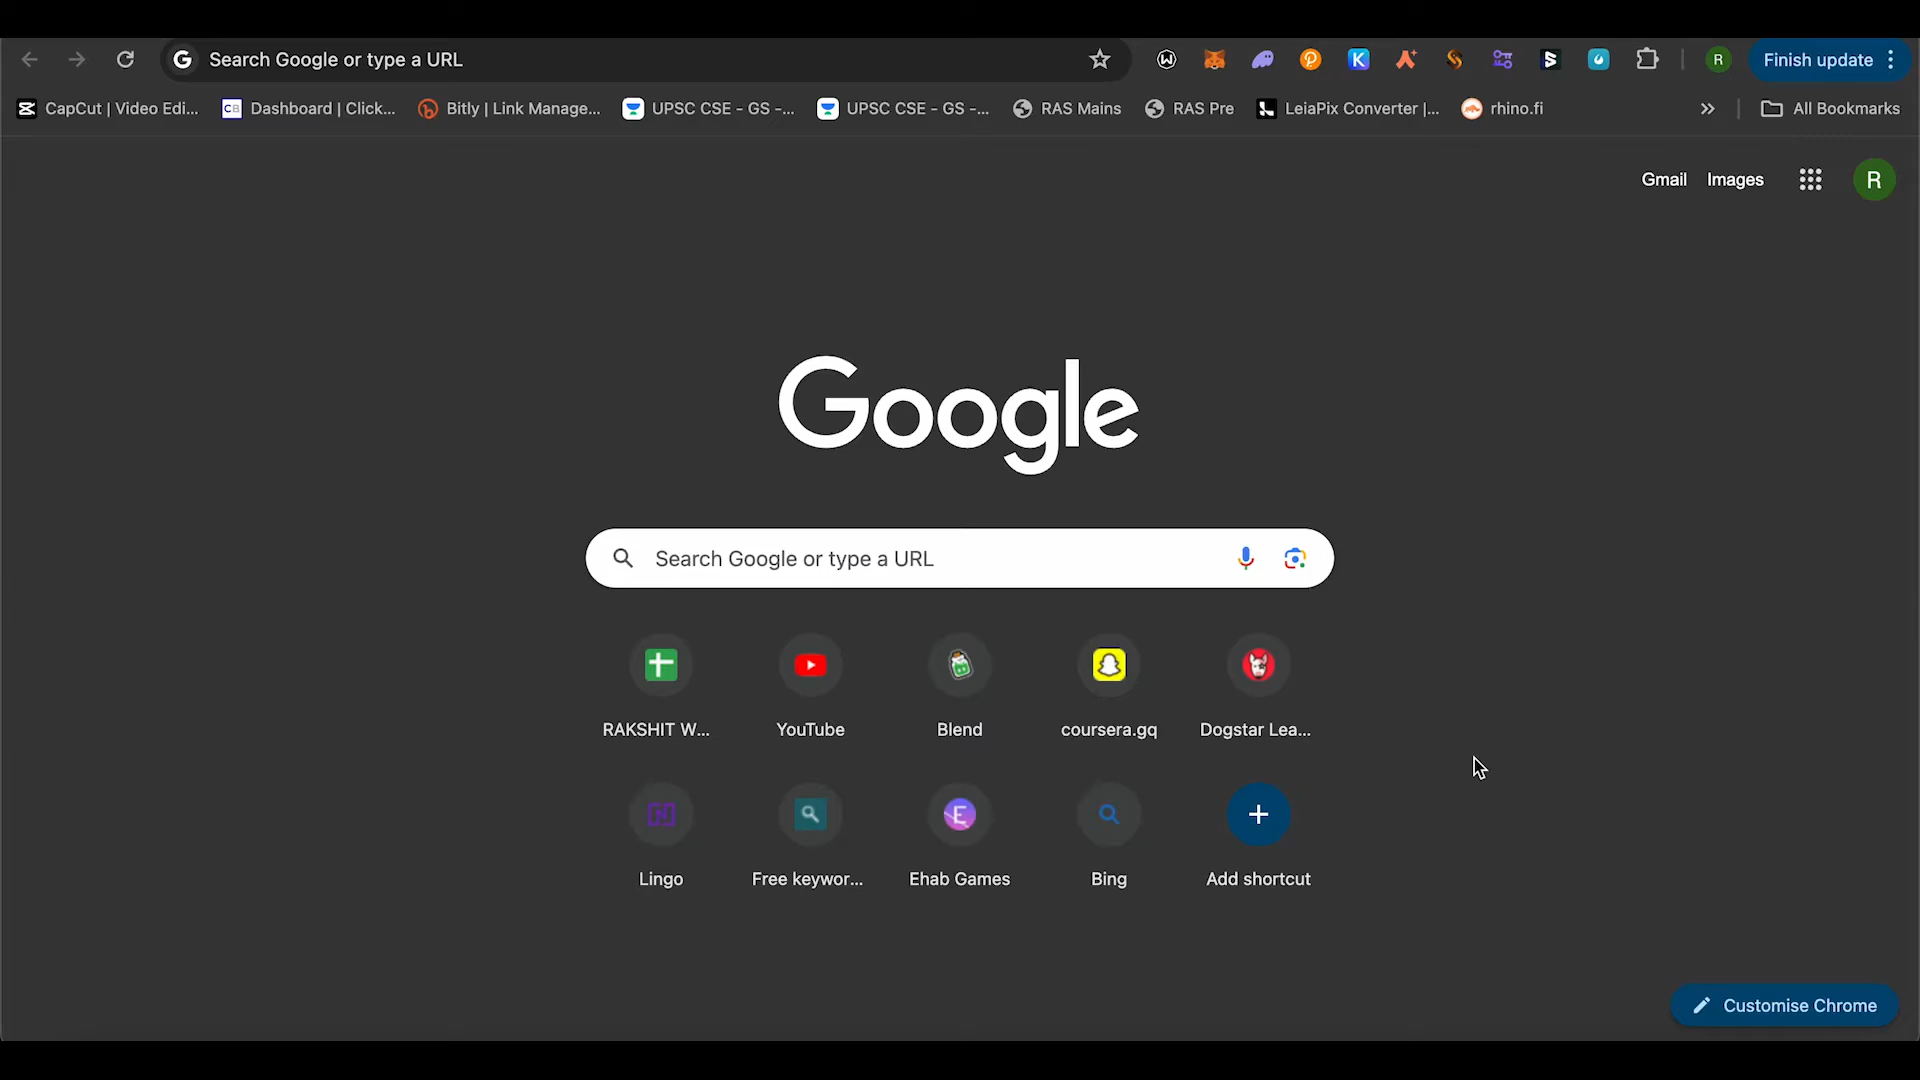 Search Google or type a URL
R
Finish update
CapCut | Video Edi...
CB
Dashboard | Click...
Bitly | Link Manage...
UPSC CSE - GS -...
UPSC CSE - GS -...
RAS Mains
RAS Pre
LeiaPix Converter |...
rhino.fi
All Bookmarks
Gmail
Images
R
Google
Search Google or type a URL
RAKSHIT W...
YouTube
Blend
coursera.gq
Dogstar Lea...
Lingo
Free keywor...
Ehab Games
Bing
Add shortcut
Customise Chrome